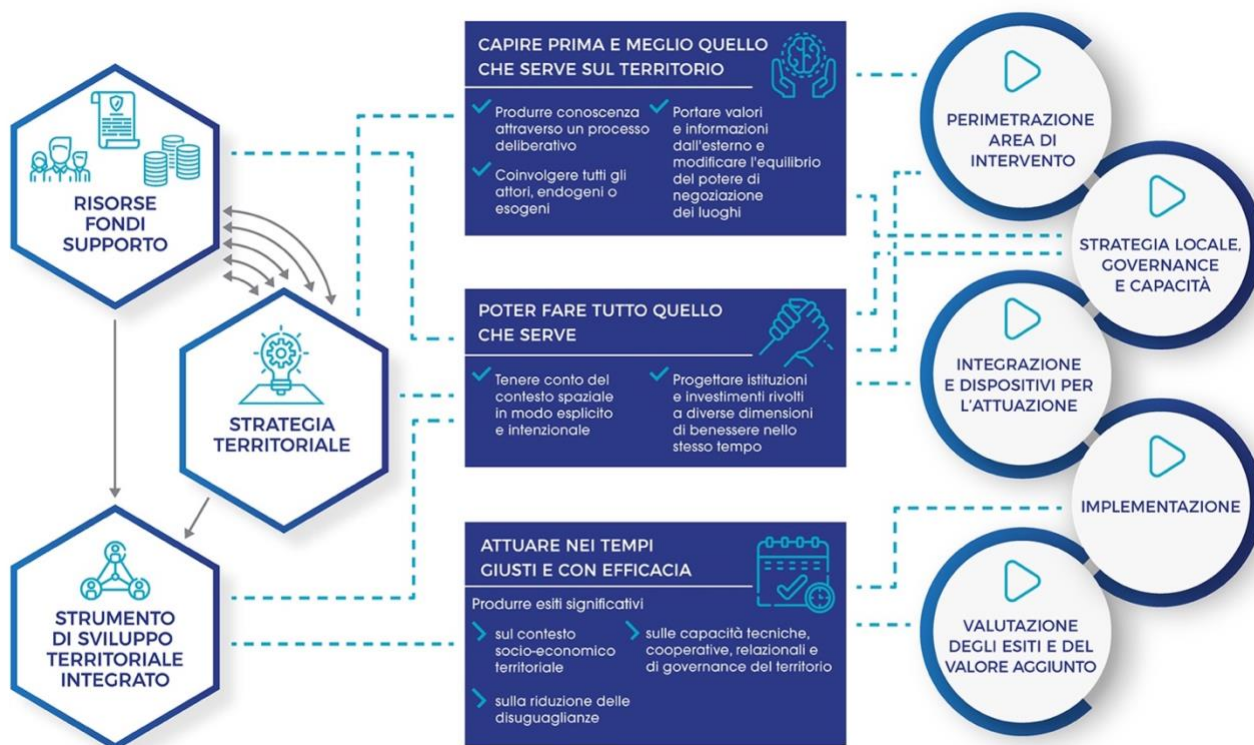 RISORSE
FONDI
SUPPORTO
STRATEGIA
TERRITORIALE
STRUMENTO
DI SVILUPPO
TERRITORIALE
INTEGRATO
CAPIRE PRIMA E MEGLIO QUELLO
CHE SERVE SUL TERRITORIO
Produrre conoscenza
attraverso un processo
deliberativo
Coinvolgere tutti gli
attori, endogeni o
esogeni
Portare valori
e informazioni
dall'esterno e
modificare l'equilibrio
del potere di
negoziazione
dei luoghi
POTER FARE TUTTO QUELLO
CHE SERVE
Tenere conto del
contesto spaziale
in modo esplicito
e intenzionale
Progettare istituzioni
e investimenti rivolti
a diverse dimensioni
di benessere nello
stesso tempo
ATTUARE NEI TEMPI
GIUSTI E CON EFFICACIA
Produrre esiti significativi
sul contesto
socio-economico
territoriale
sulla riduzione delle
disuguaglianze
sulle capacità tecniche,
cooperative, relazionali e
di governance del territorio
PERIMETRAZIONE
AREA DI
INTERVENTO
STRATEGIA LOCALE,
GOVERNANCE
E CAPACITÀ
INTEGRAZIONE
E DISPOSITIVI PER
L'ATTUAZIONE
IMPLEMENTAZIONE
VALUTAZIONE
DEGLI ESITI E DEL
VALORE AGGIUNTO